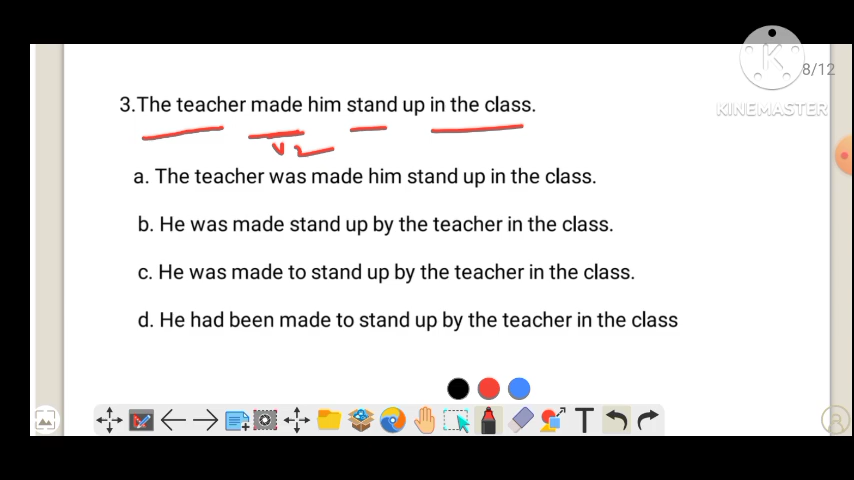 8/12
KINEMASTER
3.The teacher made him stand up in the class.
v2
a. The teacher was made him stand up in the class.
b. He was made stand up by the teacher in the class.
c. He was made to stand up by the teacher in the class.
d. He had been made to stand up by the teacher in the class